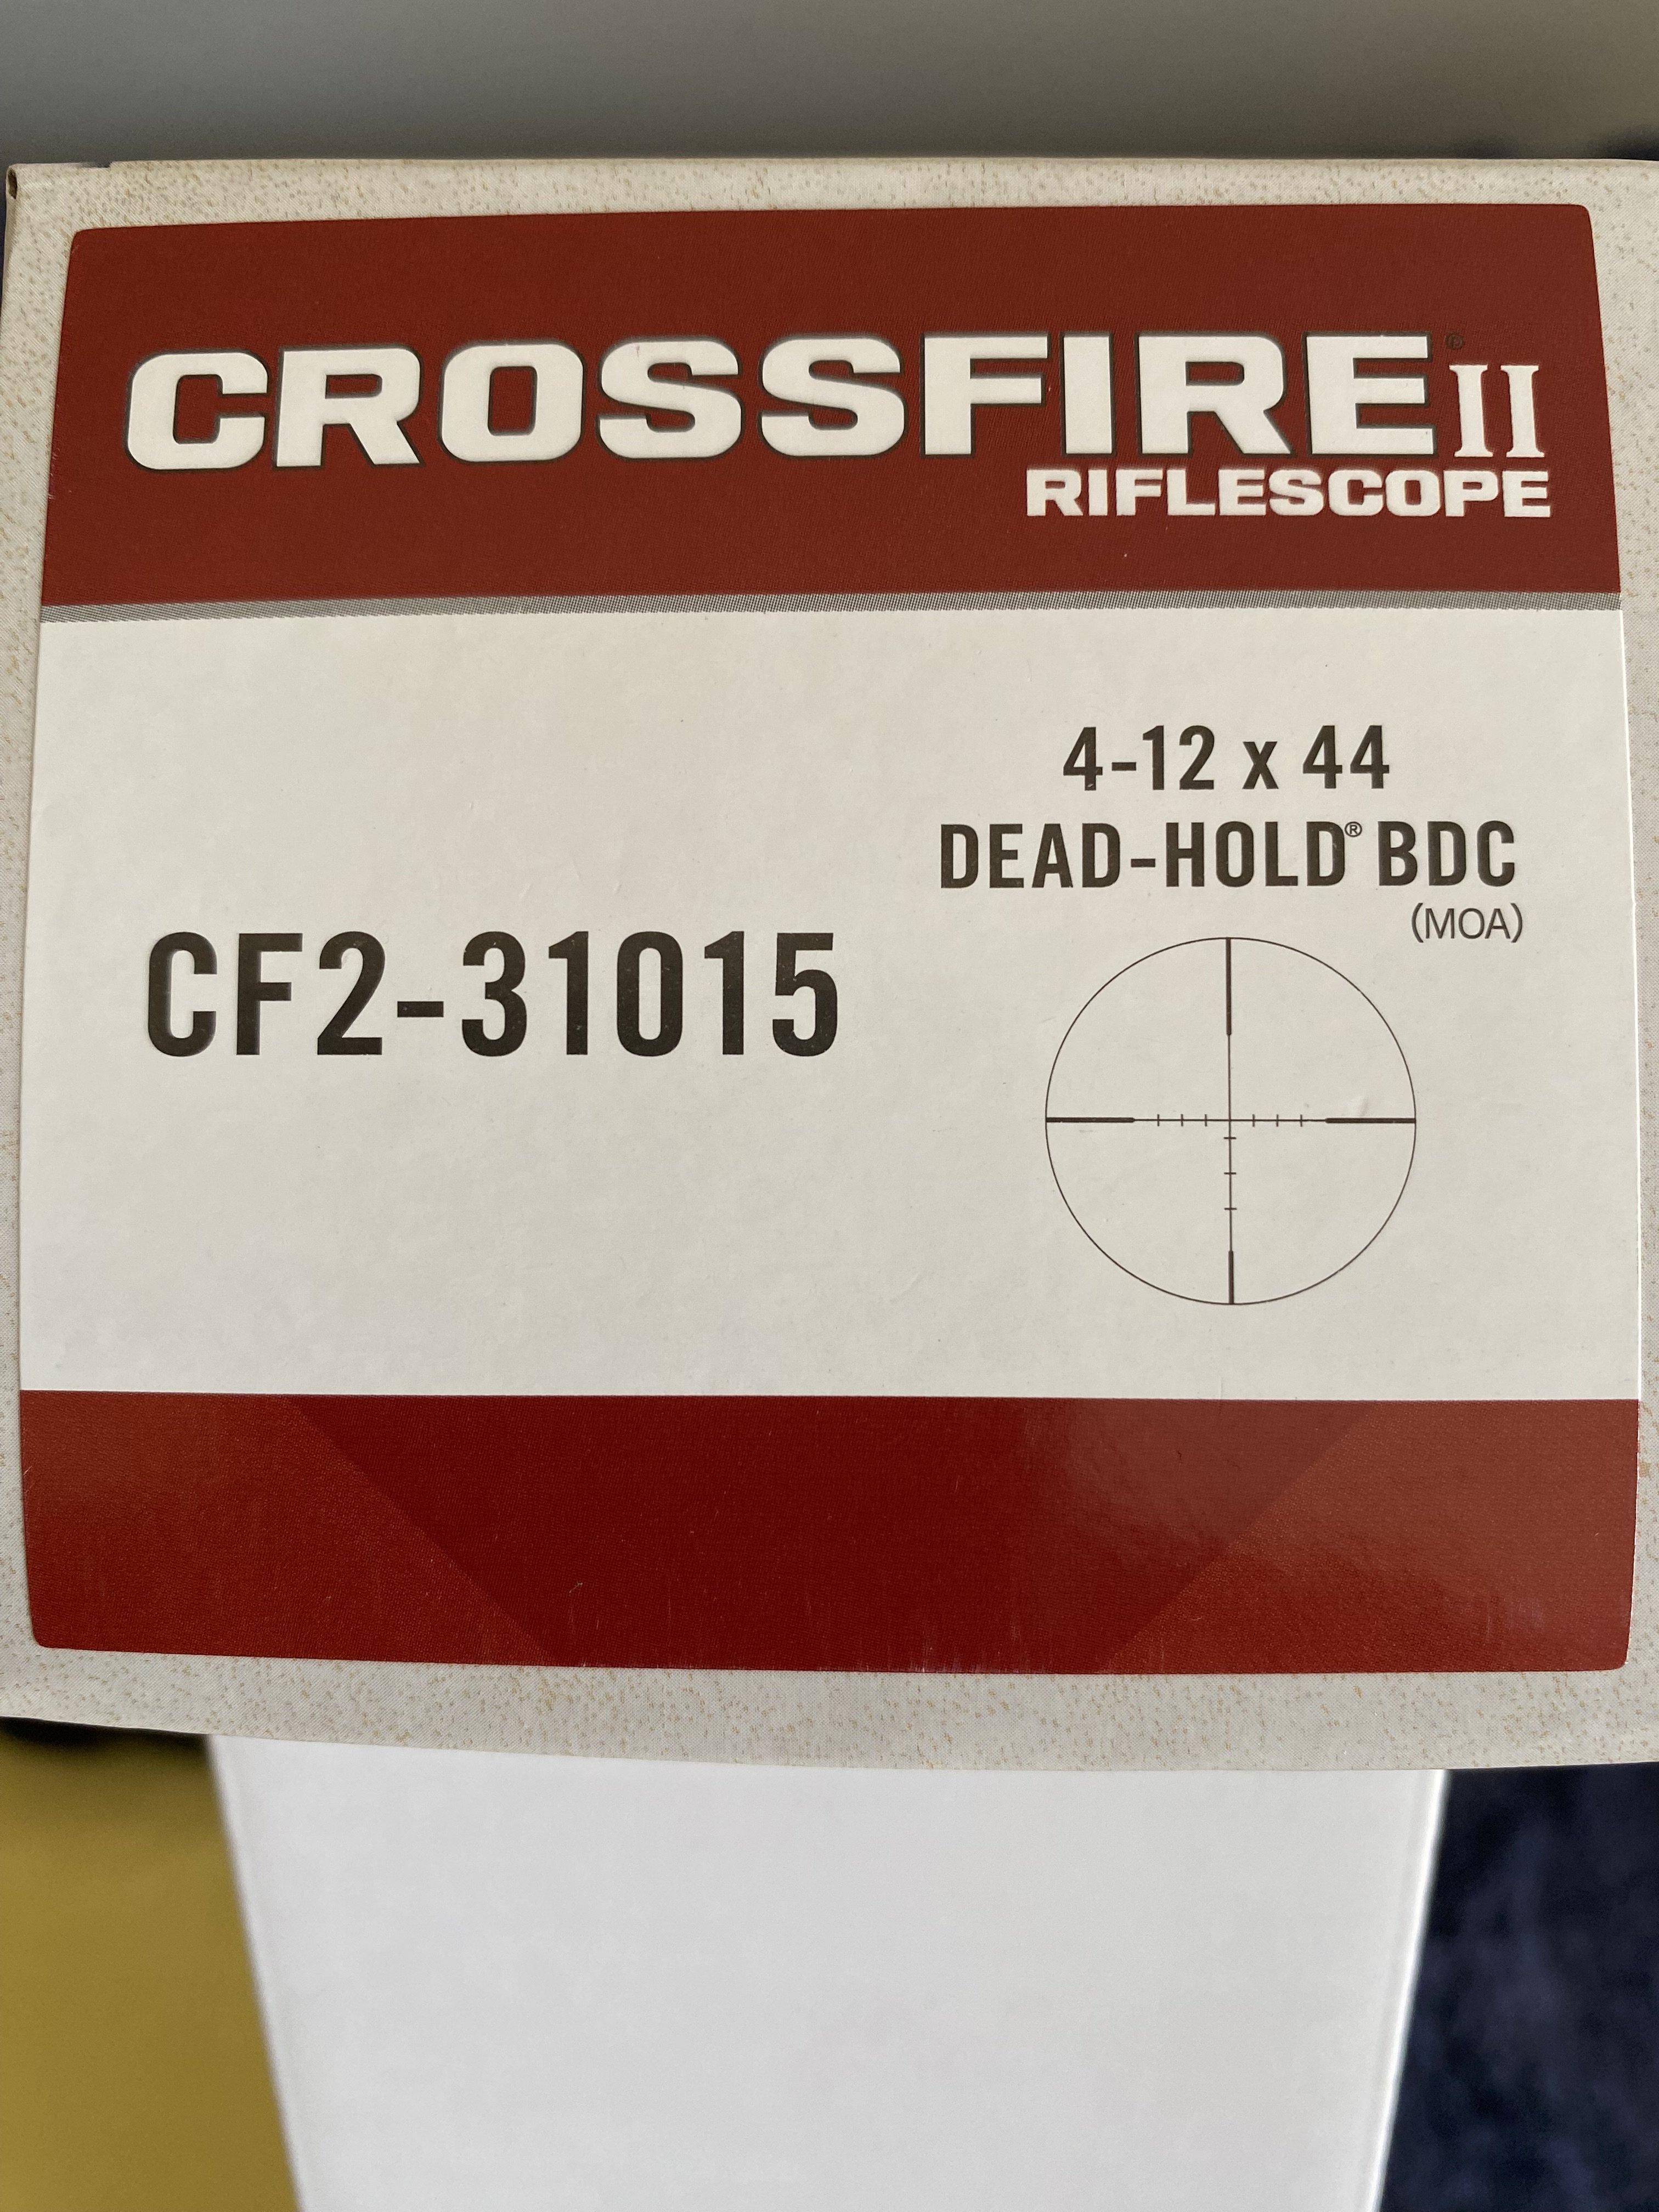 CROSSFIRE® II
RIFLESCOPE
4-12 x 44
DEAD-HOLD® BDC
(MOA)
CF2-31015